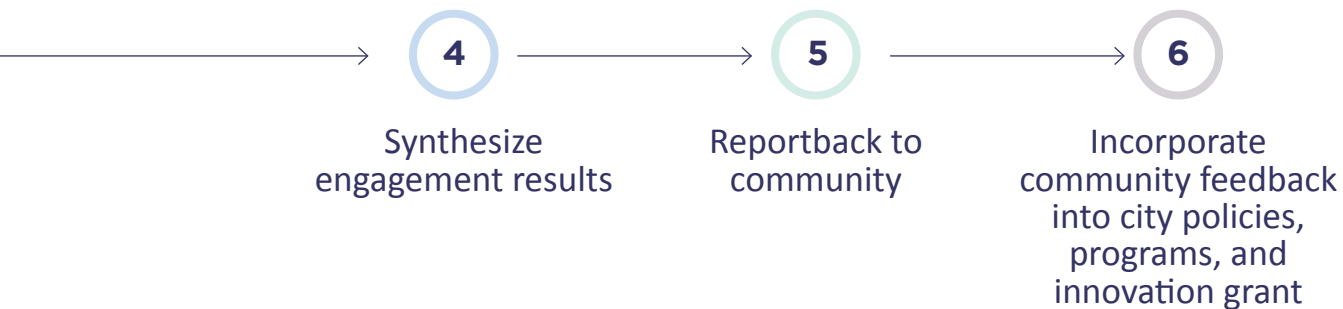 4
Synthesize
engagement results
5
Reportback to
community
6
Incorporate
community feedback
into city policies,
programs, and
innovation grant